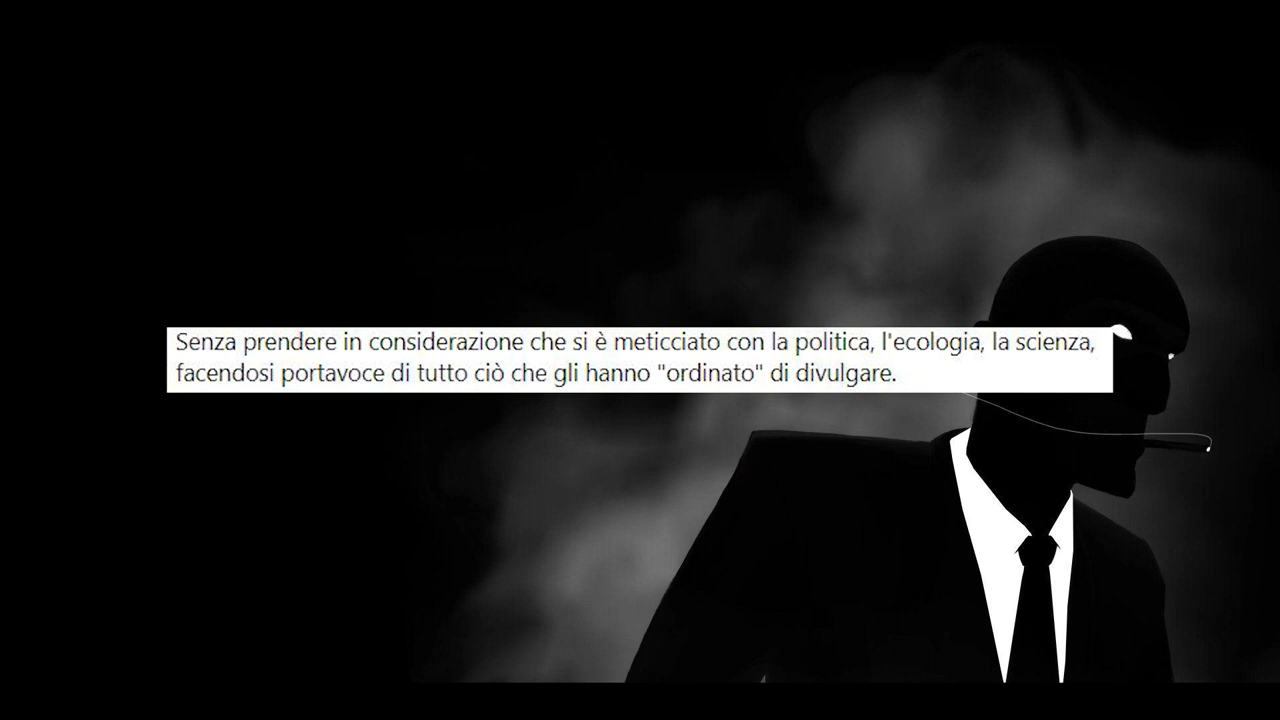 Senza prendere in considerazione che si è meticciato con la politica, l'ecologia, la scienza,
facendosi portavoce di tutto ciò che gli hanno "ordinato" di divulgare.